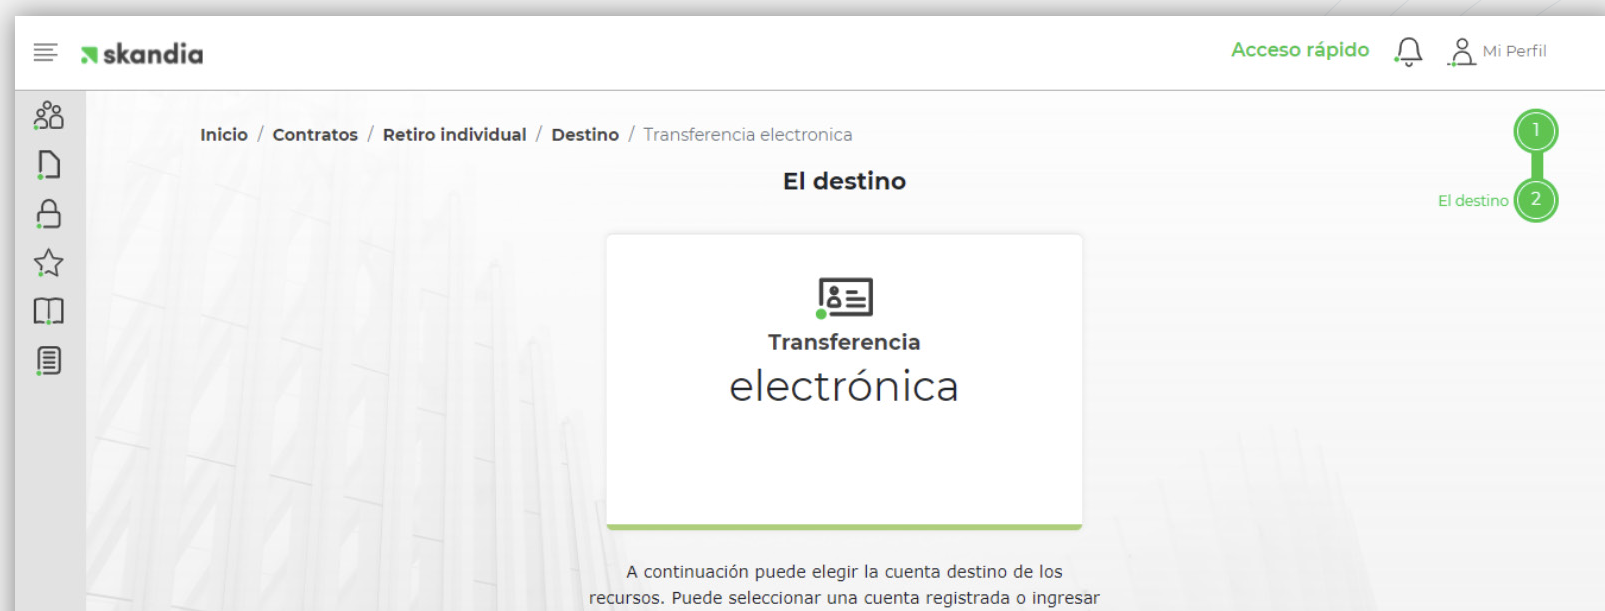 skandia
Acceso rápido
Mi Perfil
Inicio / Contratos / Retiro individual / Destino / Transferencia electronica
1
El destino
El destino 2
Transferencia
electrónica
A continuación puede elegir la cuenta destino de los
recursos. Puede seleccionar una cuenta registrada o ingresar